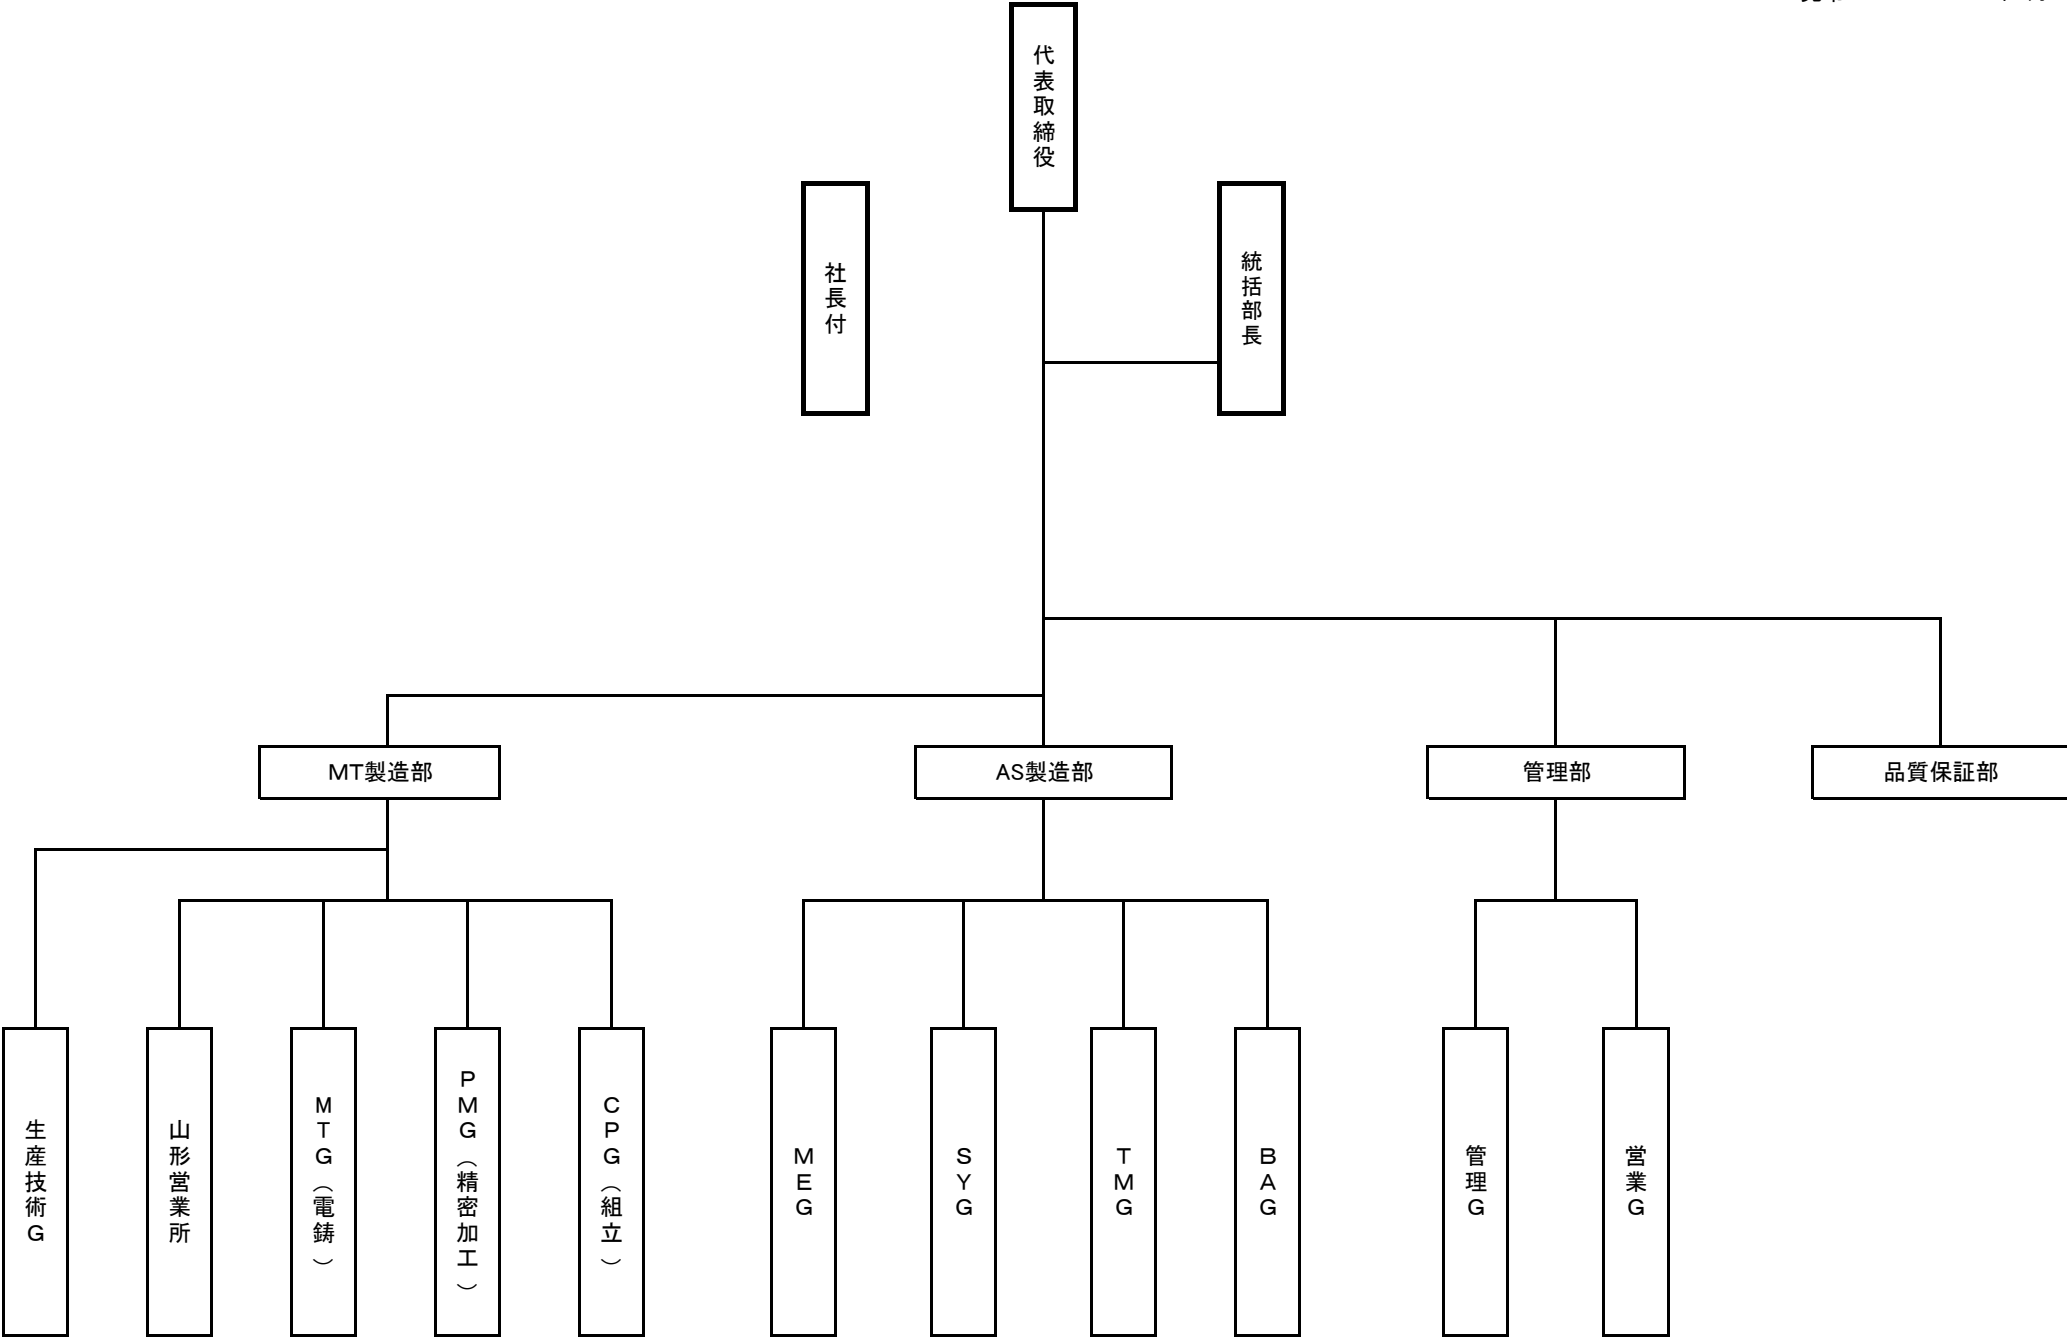 代表取締役
社長付
統括部長
MT製造部
AS製造部
管理部
品質保証部
生産技術G
山形営業所
MTG（電鋳）
PMG（精密加工）
CPG（組立）
MEG
SYG
TMG
BAG
管理G
営業G